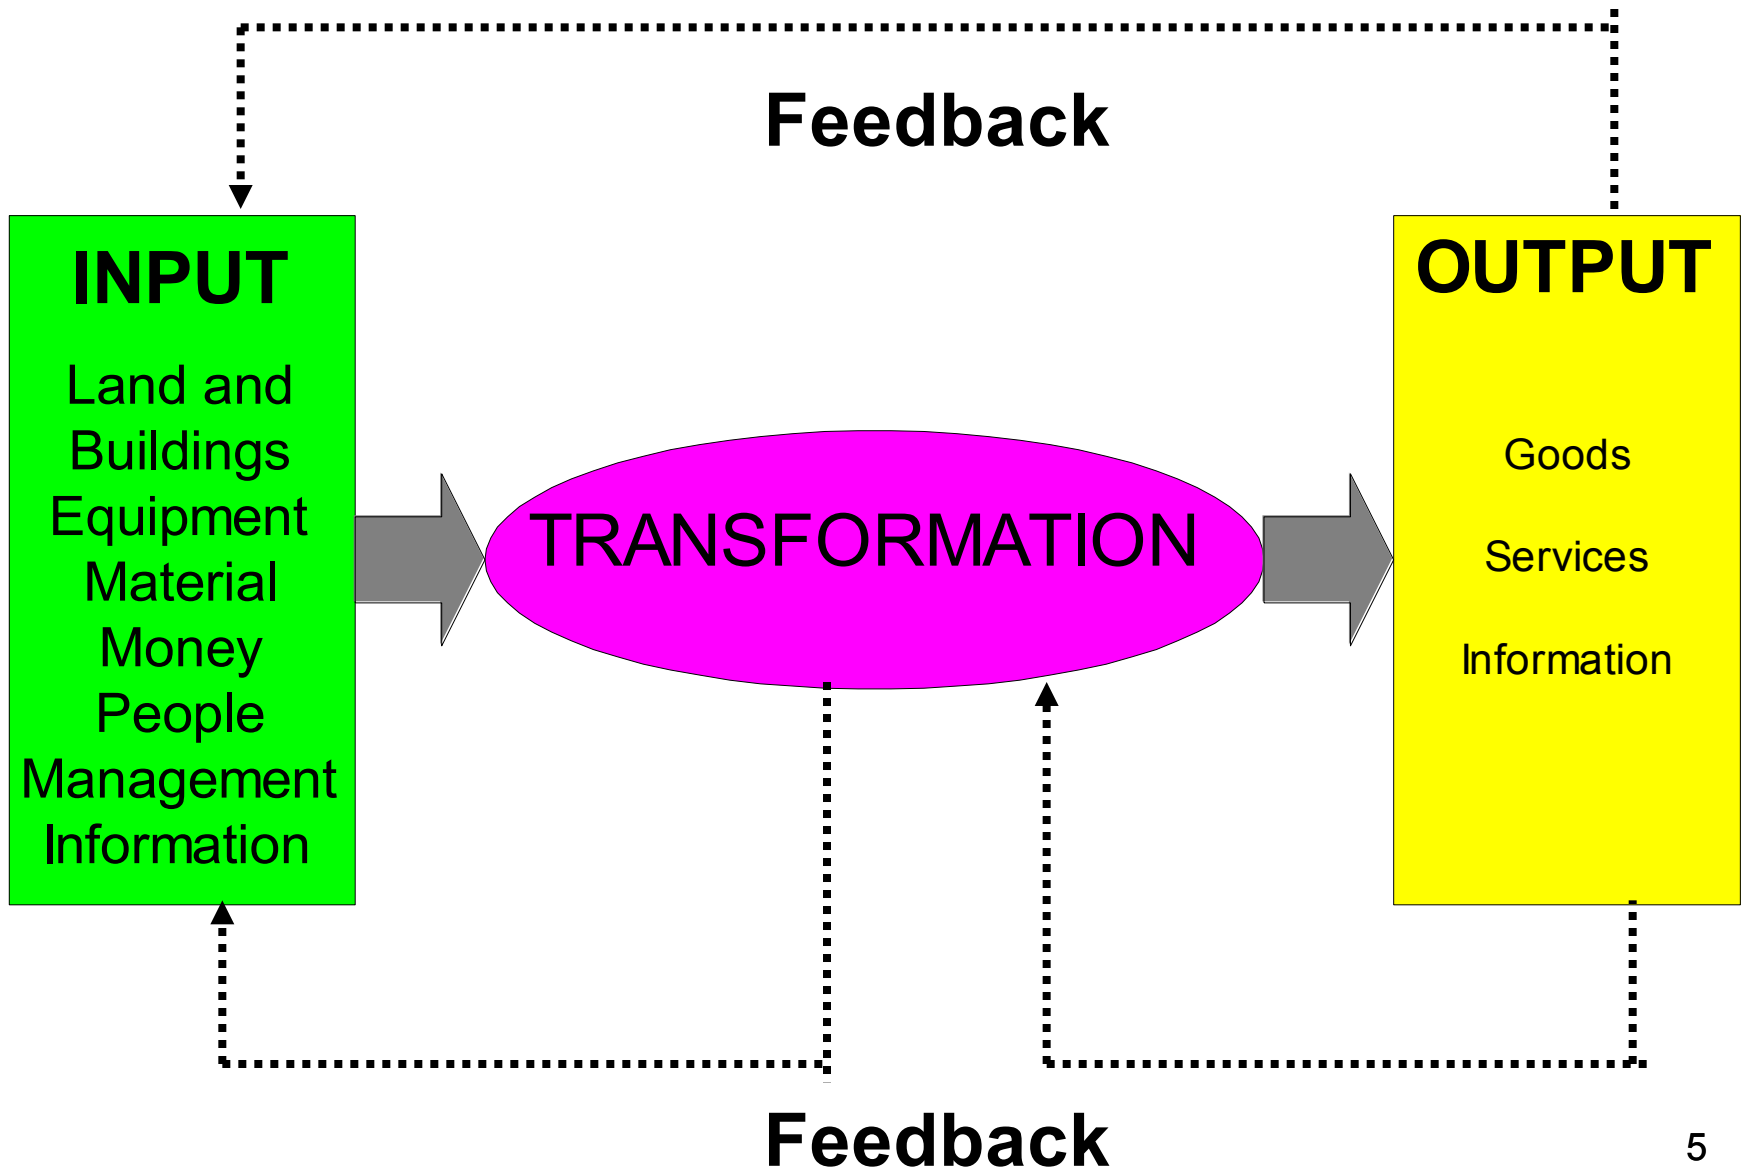 Feedback
INPUT
Land and
Buildings
Equipment
Material
Money
People
Management
Information
TRANSFORMATION
OUTPUT
Goods
Services
Information
Feedback
5